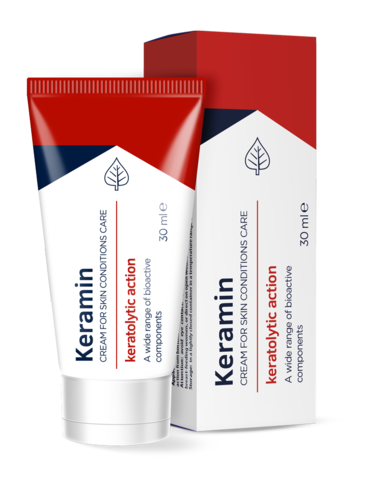 Keramin
CREAM FOR SKIN CONDITIONS CARE
keratolytic action
A wide range of bioactive
components
30 ml e
Keramin
CREAM FOR SKIN CONDITIONS CARE
keratolytic action
A wide range of bioactive
components
30 ml e